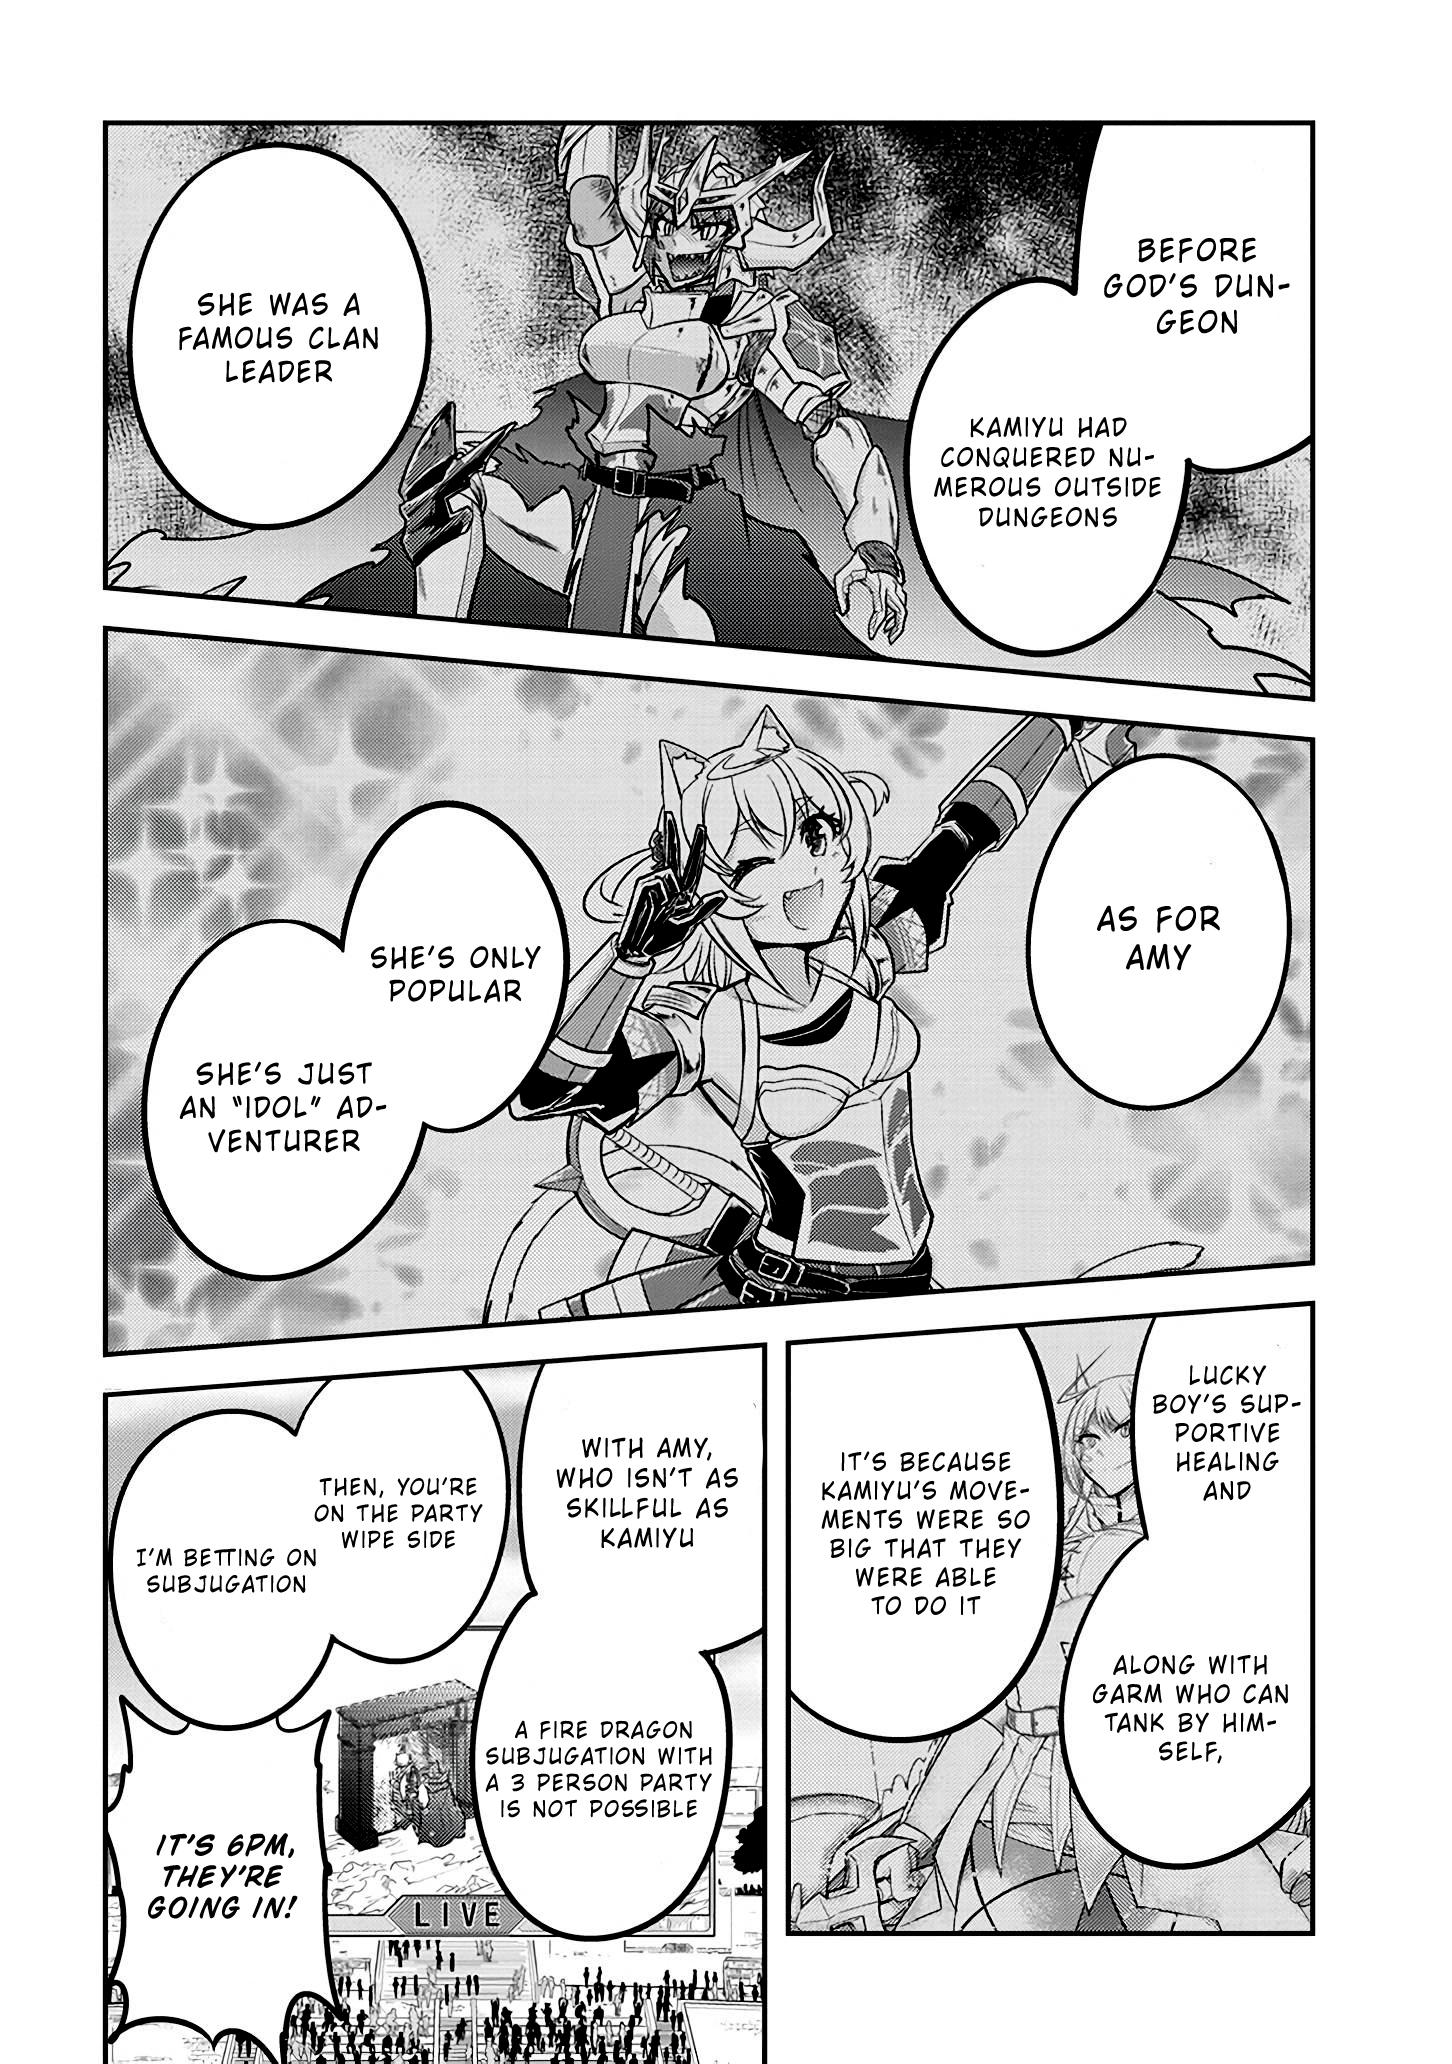 BEFORE
GOD'S DUN-
GEON
KAMIYU HAD
CONQUERED NU-
MEROUS OUTSIDE
DUNGEONS
SHE WAS A
FAMOUS CLAN
LEADER
AS FOR
AMY
SHE'S ONLY
POPULAR
SHE'S JUST
AN "IDOL" AD-
VENTURER
LUCKY
BOY'S SUP-
PORTIVE
HEALING
AND
ALONG WITH
GARM WHO CAN
TANK BY HIM-
SELF,
IT'S BECAUSE
KAMIYU'S MOVE-
MENTS WERE SO
BIG THAT THEY
WERE ABLE
TO DO IT
WITH AMY,
WHO ISN'T AS
SKILLFUL AS
KAMIYU
A FIRE DRAGON
SUBJUGATION WITH
A 3 PERSON PARTY
IS NOT POSSIBLE
THEN, YOU'RE
ON THE PARTY
WIPE SIDE
I'M BETTING ON
SUBJUGATION
IT'S 6PM,
THEY'RE
GOING IN!
LIVE